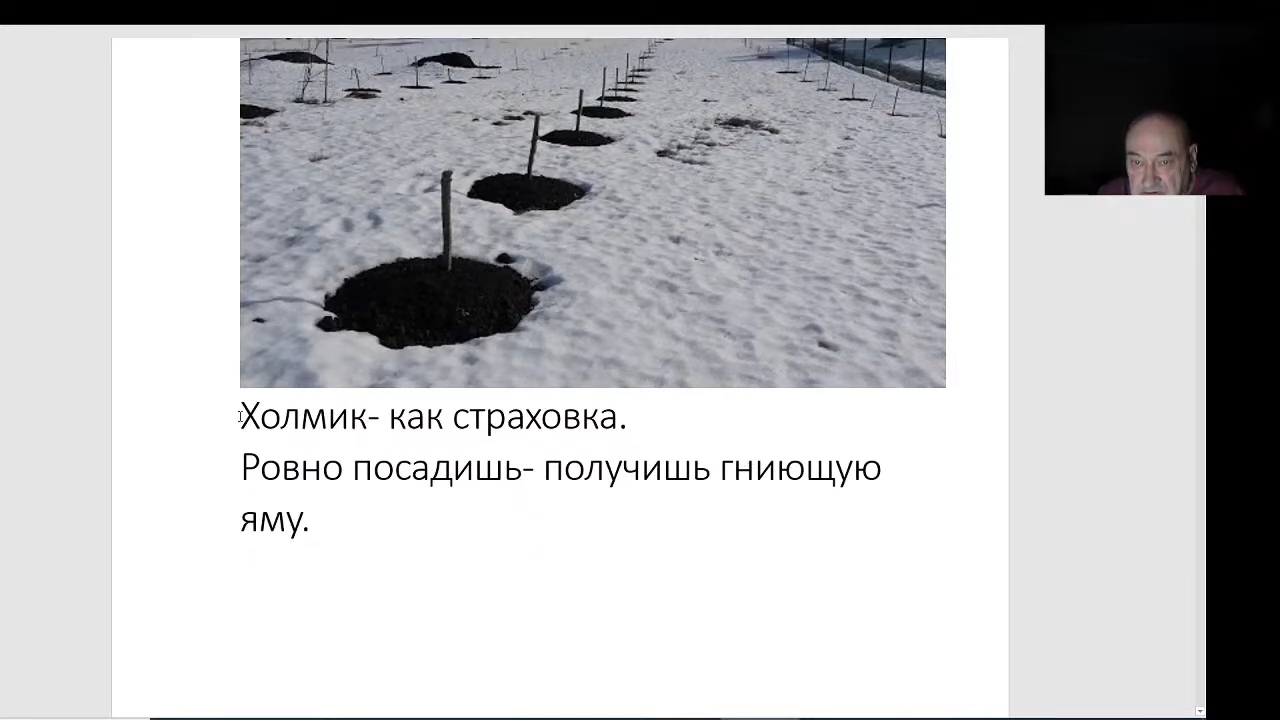 Холмик- как страховка.
Ровно посадишь- получишь гниющую
яму.